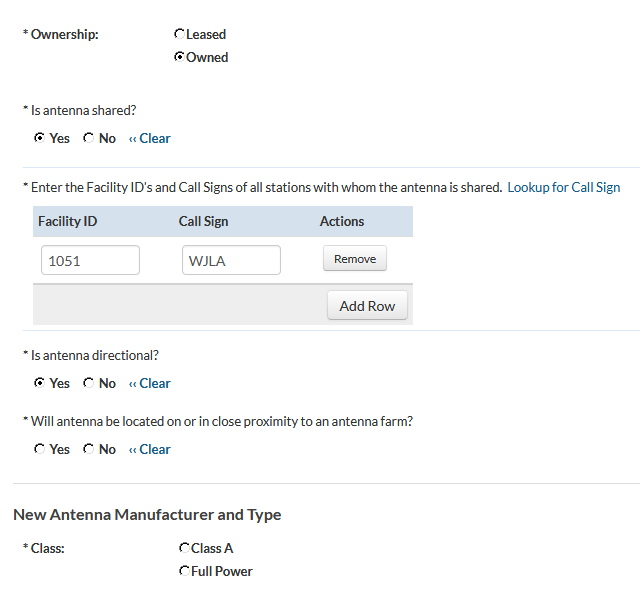 * Ownership:
Leased
Owned
* Is antenna shared?
Yes No ‹‹ Clear
* Enter the Facility ID's and Call Signs of all stations with whom the antenna is shared. Lookup for Call Sign
Facility ID Call Sign Actions
1051 WJLA Remove
Add Row
* Is antenna directional?
Yes No ‹‹ Clear
* Will antenna be located on or in close proximity to an antenna farm?
Yes No ‹‹ Clear
New Antenna Manufacturer and Type
* Class:
Class A
Full Power